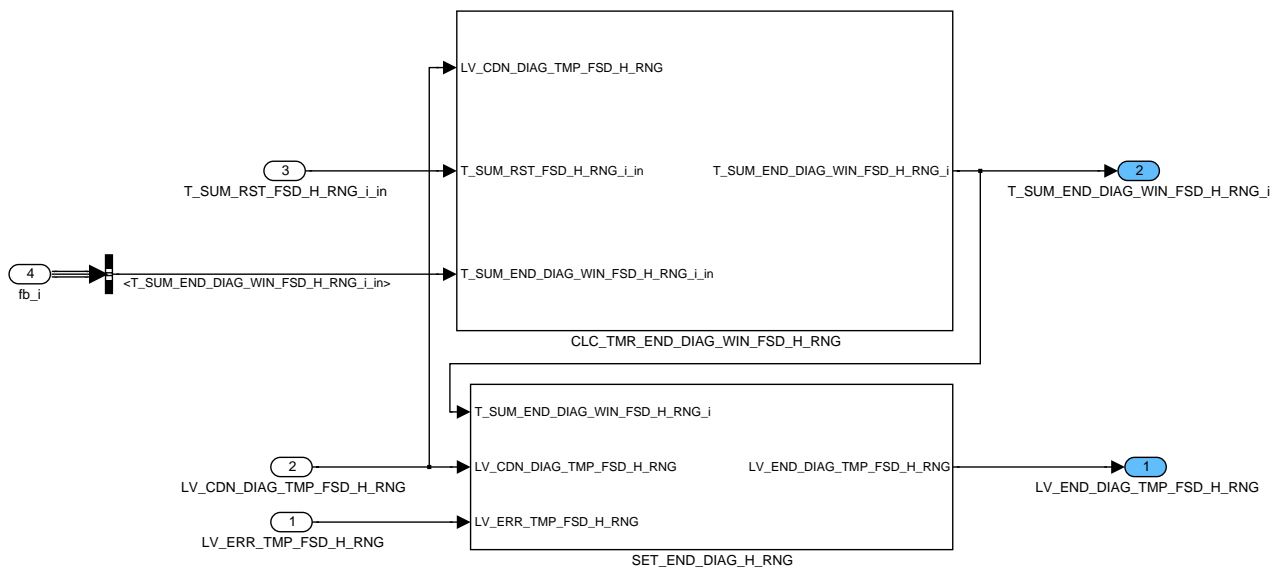 LV_CDN_DIAG_TMP_FSD_H_RNG
3
T_SUM_RST_FSD_H_RNG_i_in
T_SUM_RST_FSD_H_RNG_i_in
T_SUM_END_DIAG_WIN_FSD_H_RNG_i
2
T_SUM_END_DIAG_WIN_FSD_H_RNG_i
4
fb_i
<T_SUM_END_DIAG_WIN_FSD_H_RNG_i_in>
T_SUM_END_DIAG_WIN_FSD_H_RNG_i_in
CLC_TMR_END_DIAG_WIN_FSD_H_RNG
T_SUM_END_DIAG_WIN_FSD_H_RNG_i
2
LV_CDN_DIAG_TMP_FSD_H_RNG
LV_CDN_DIAG_TMP_FSD_H_RNG
LV_END_DIAG_TMP_FSD_H_RNG
1
LV_END_DIAG_TMP_FSD_H_RNG
1
LV_ERR_TMP_FSD_H_RNG
LV_ERR_TMP_FSD_H_RNG
SET_END_DIAG_H_RNG